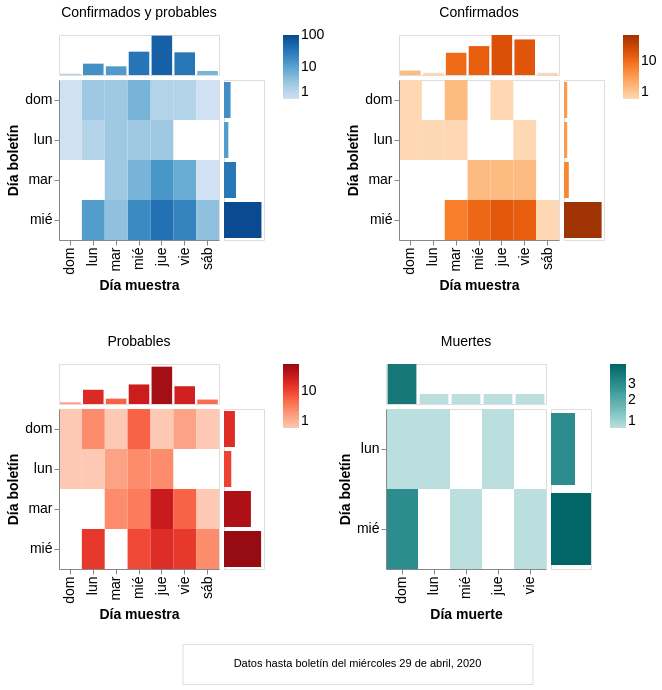 Confirmados y probables
100
10
1
dom
lun
mar
mié
Día boletín
dom
lun
mar
mié
jue
vie
sáb
Día muestra
Confirmados
10
1
dom
lun
mar
mié
Día boletín
dom
lun
mar
mié
jue
vie
sáb
Día muestra
Probables
10
1
dom
lun
mar
mié
Día boletín
dom
lun
mar
mié
jue
vie
sáb
Día muestra
Muertes
3
2
1
lun
mié
Día boletín
dom
lun
mié
jue
vie
Día muerte
Datos hasta boletín del miércoles 29 de abril, 2020